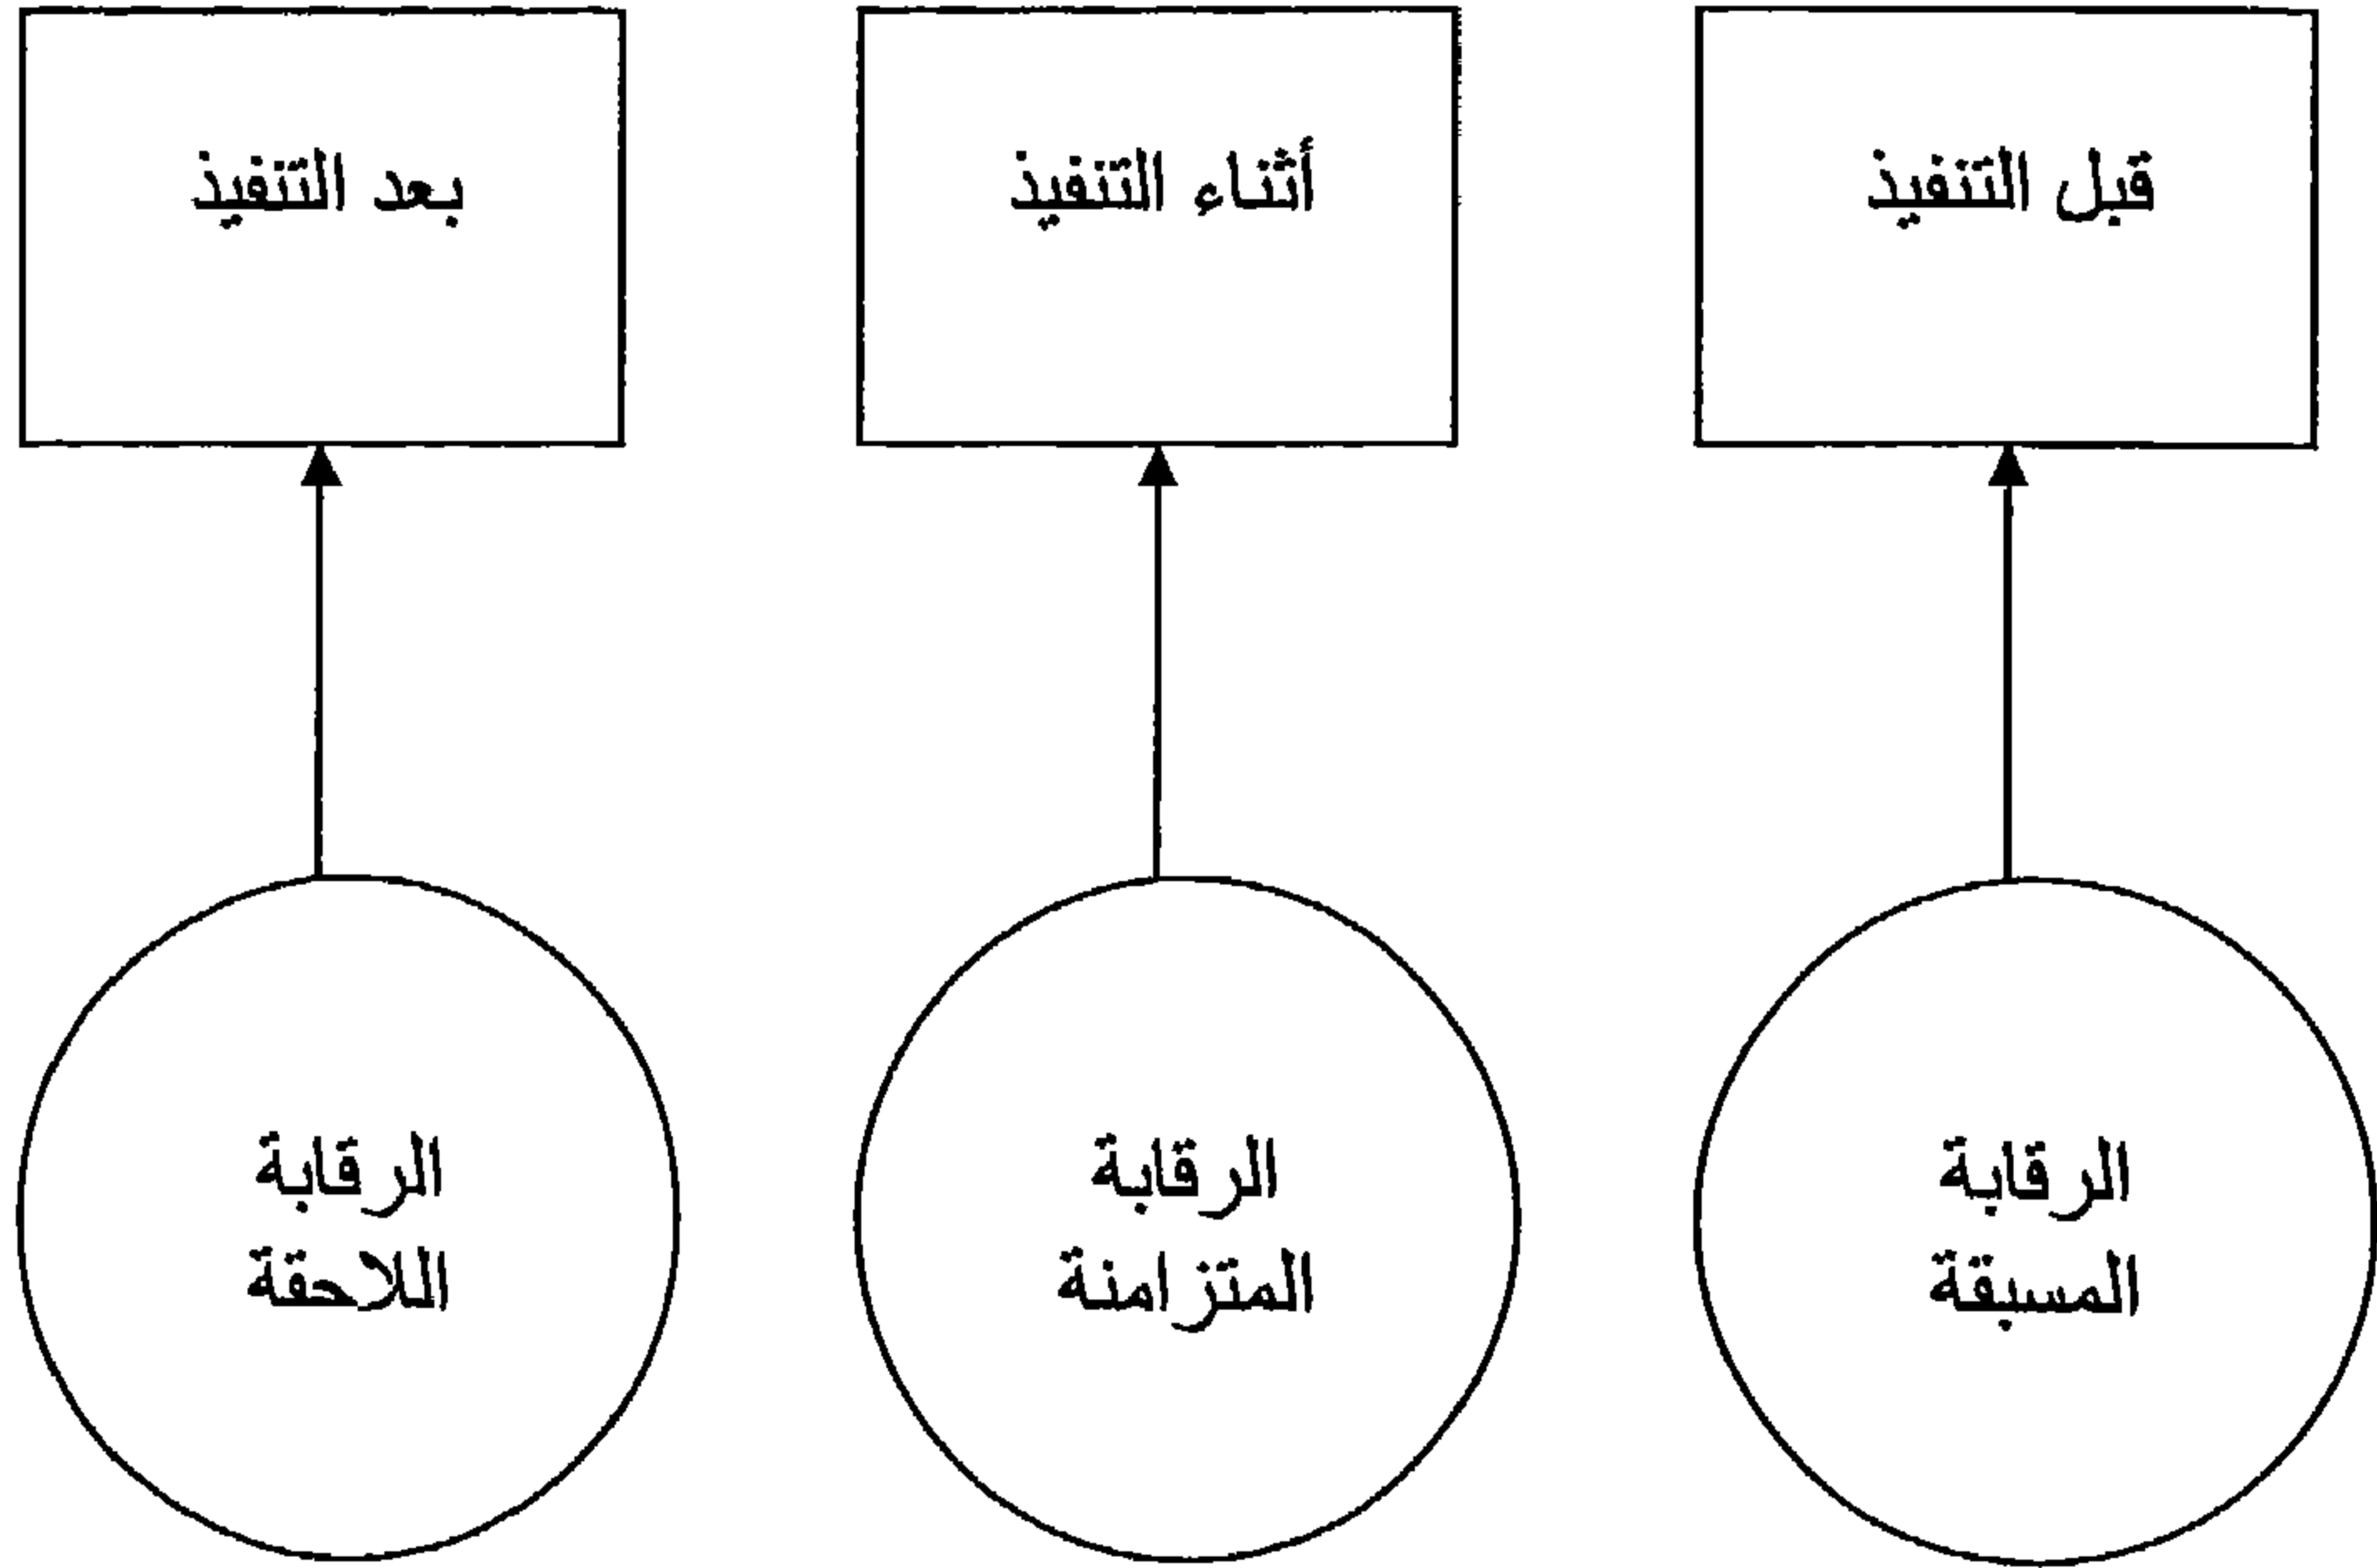 قبل التنفيذ
أثناء التنفيذ
بعد التنفيذ
الرقابة
المسبقة
الرقابة
المتزامنة
الرقابة
اللاحقة